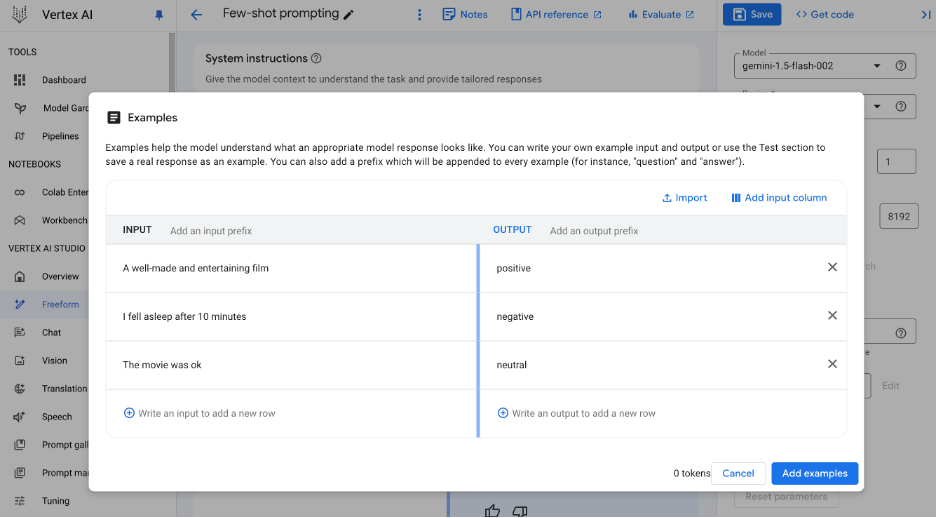 Vertex AI
Few-shot prompting
Notes
API reference
Evaluate
Save
Get code
TOOLS
Dashboard
Model Gard
Pipelines
NOTEBOOKS
Colab Enter
Workbench
VERTEX AI STUDIO
Overview
Freeform
Chat
Vision
Translation
Speech
Prompt gall
Prompt ma
Tuning
System instructions
Give the model context to understand the task and provide tailored responses
Model
gemini-1.5-flash-002
1
8192
Edit
Reset parameters
Examples
Examples help the model understand what an appropriate model response looks like. You can write your own example input and output or use the Test section to
save a real response as an example. You can also add a prefix which will be appended to every example (for instance, "question" and "answer").
Import
Add input column
INPUT Add an input prefix OUTPUT Add an output prefix
A well-made and entertaining film positive
I fell asleep after 10 minutes negative
The movie was ok neutral
Write an input to add a new row Write an output to add a new row
0 tokens Cancel Add examples